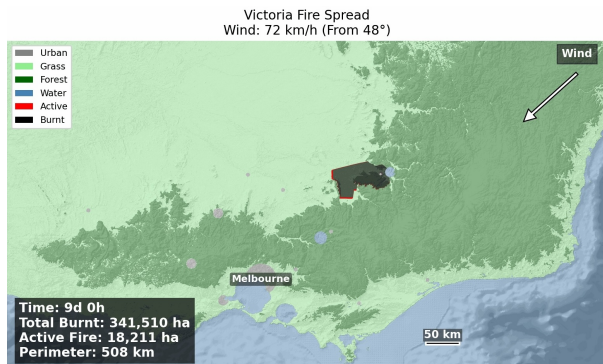 Victoria Fire Spread
Wind: 72 km/h (From 48°)
Urban
Grass
Forest
Water
Active
Burnt
Wind
Melbourne
50 km
Time: 9d 0h
Total Burnt: 341,510 ha
Active Fire: 18,211 ha
Perimeter: 508 km